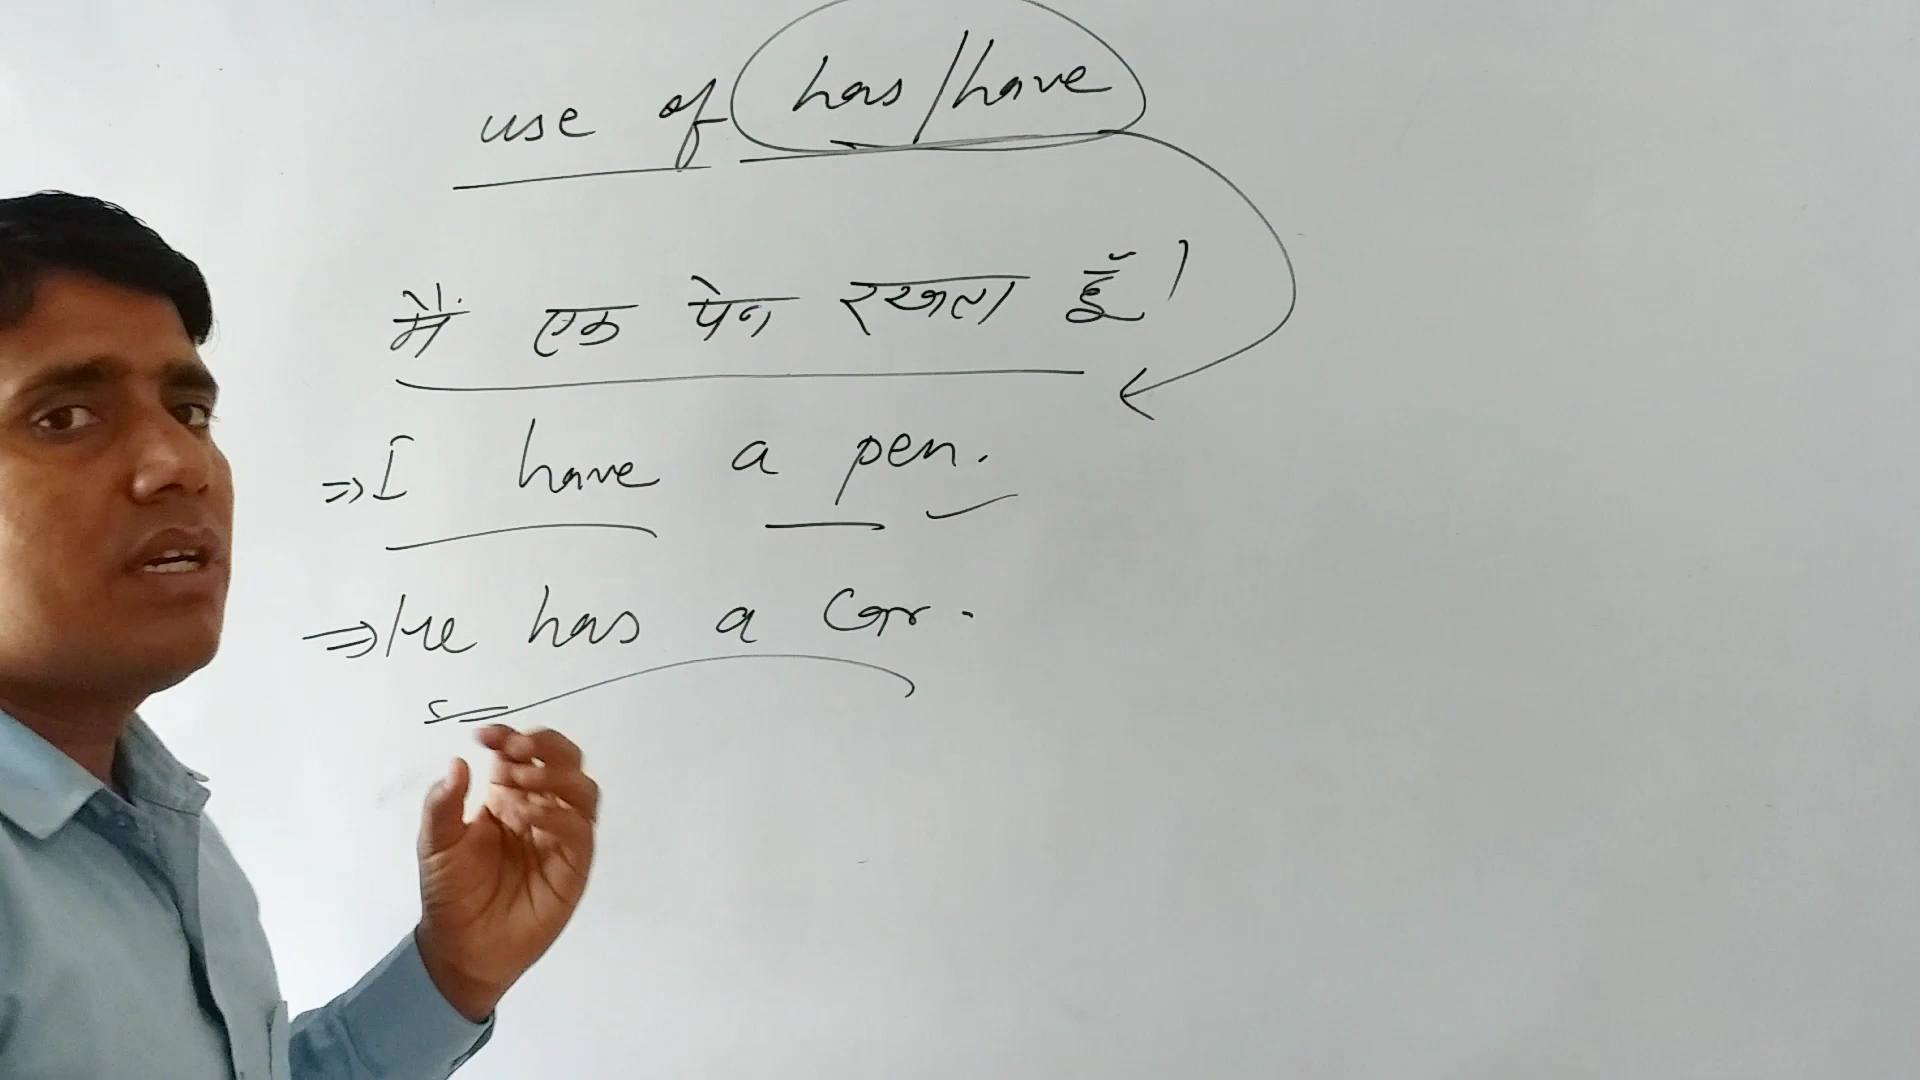 use of has/have
मैं एक पेन रखता हूँ।
⇒ I have a pen.
⇒ He has a Car.